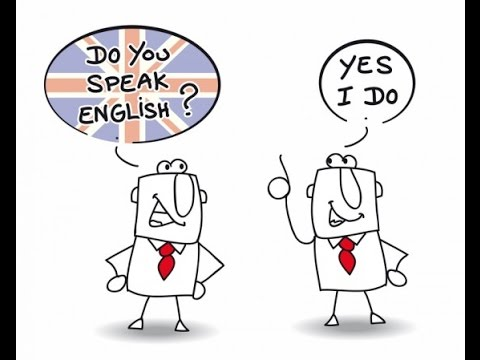 DO YOU
SPEAK
ENGLiSH?
YES
I DO